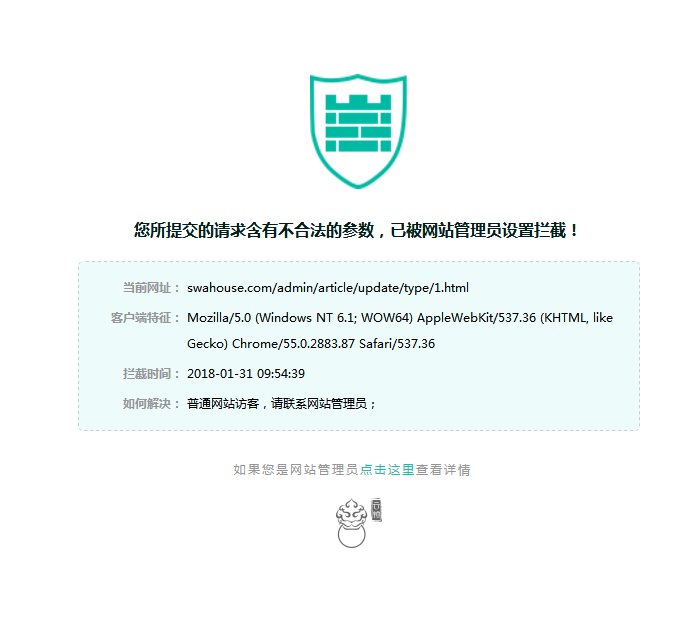 您所提交的请求含有不合法的参数，已被网站管理员设置拦截！
当前网址： swahouse.com/admin/article/update/type/1.html
客户端特征： Mozilla/5.0 (Windows NT 6.1; WOW64) AppleWebKit/537.36 (KHTML, like
Gecko) Chrome/55.0.2883.87 Safari/537.36
拦截时间： 2018-01-31 09:54:39
如何解决： 普通网站访客，请联系网站管理员；
如果您是网站管理员点击这里查看详情